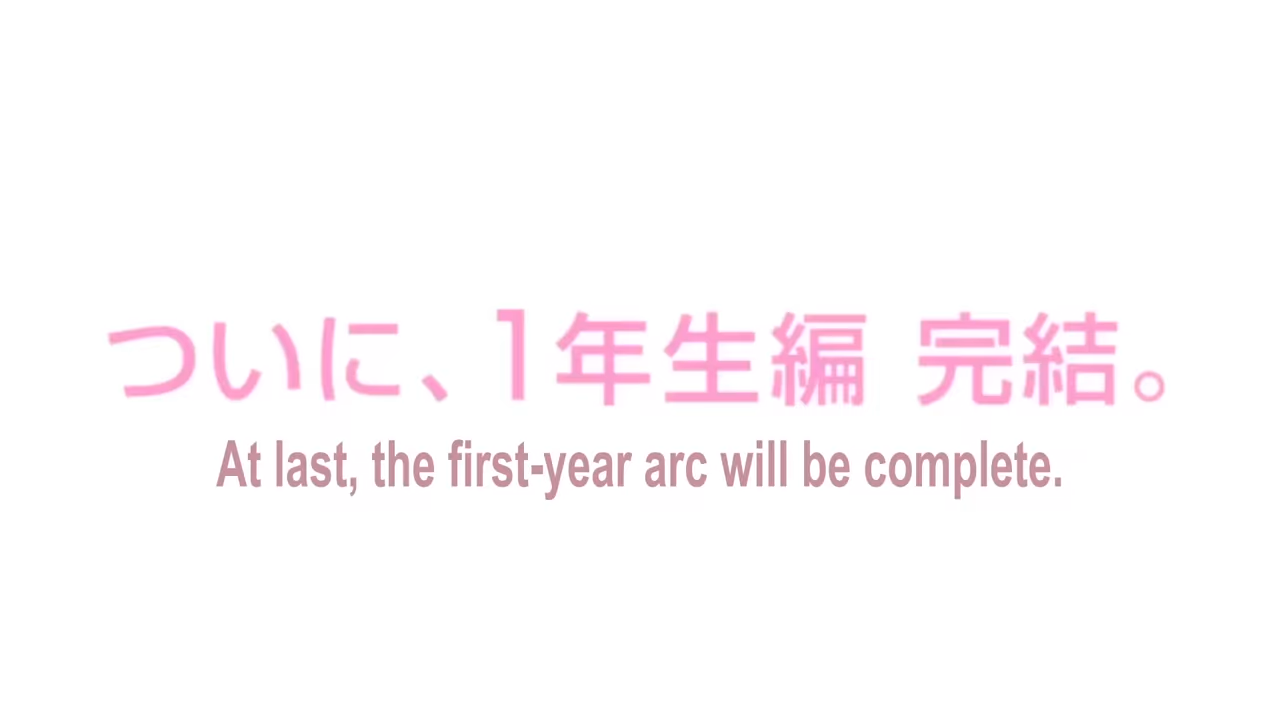 ついに、1年生編 完結。
At last, the first-year arc will be complete.